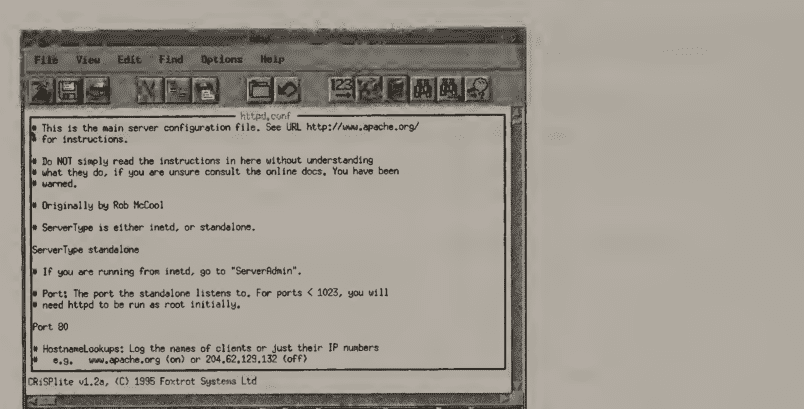 File View Edit Find Options Help
123
httpd.conf
# This is the main server configuration file. See URL http://www.apache.org/
# for instructions.
# Do NOT simply read the instructions in here without understanding
# what they do, if you are unsure consult the online docs. You have been
# warned.
# Originally by Rob McCool
# ServerType is either inetd, or standalone.
ServerType standalone
# If you are running from inetd, go to "ServerAdmin".
# Port: The port the standalone listens to. For ports < 1023, you will
# need httpd to be run as root initially.
Port 80
# HostnameLookups: Log the names of clients or just their IP numbers
# e.g. www.apache.org (on) or 204.62.129.132 (off)
CRiSPlite v1.2a, (C) 1995 Foxtrot Systems Ltd